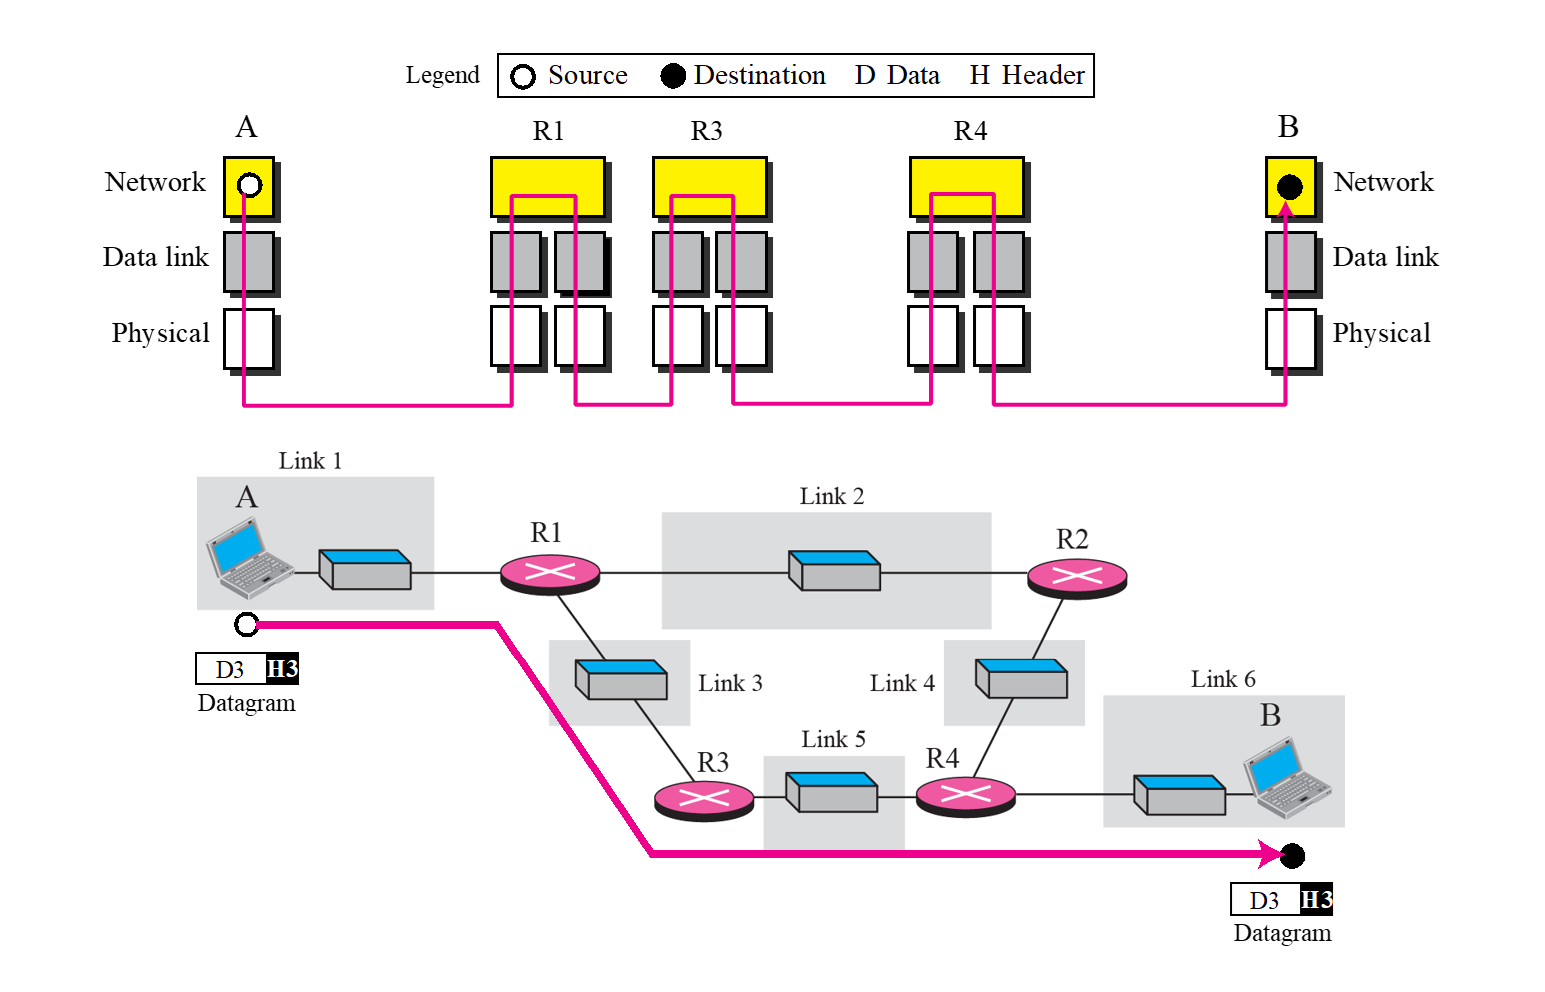 Legend Source Destination D Data H Header
A R1 R3 R4 B
Network Network
Data link Data link
Physical Physical
Link 1
A
Link 2
R1
R2
D3 H3
Datagram
Link 3
Link 4
Link 6
B
Link 5
R3
R4
D3 H3
Datagram